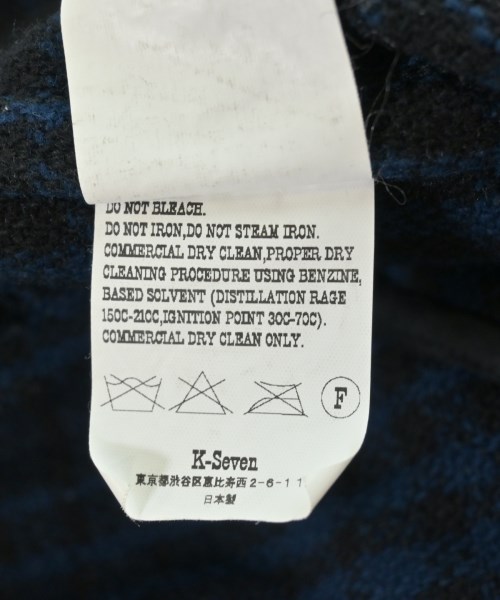 DO NOT BLEACH.
DO NOT IRON,DO NOT STEAM IRON.
COMMERCIAL DRY CLEAN,PROPER DRY
CLEANING PROCEDURE USING BENZINE,
BASED SOLVENT (DISTILLATION RAGE
150C-210C,IGNITION POINT 30C-70C).
COMMERCIAL DRY CLEAN ONLY.
F
K-Seven
東京都渋谷区恵比寿西2-6-11
日本製